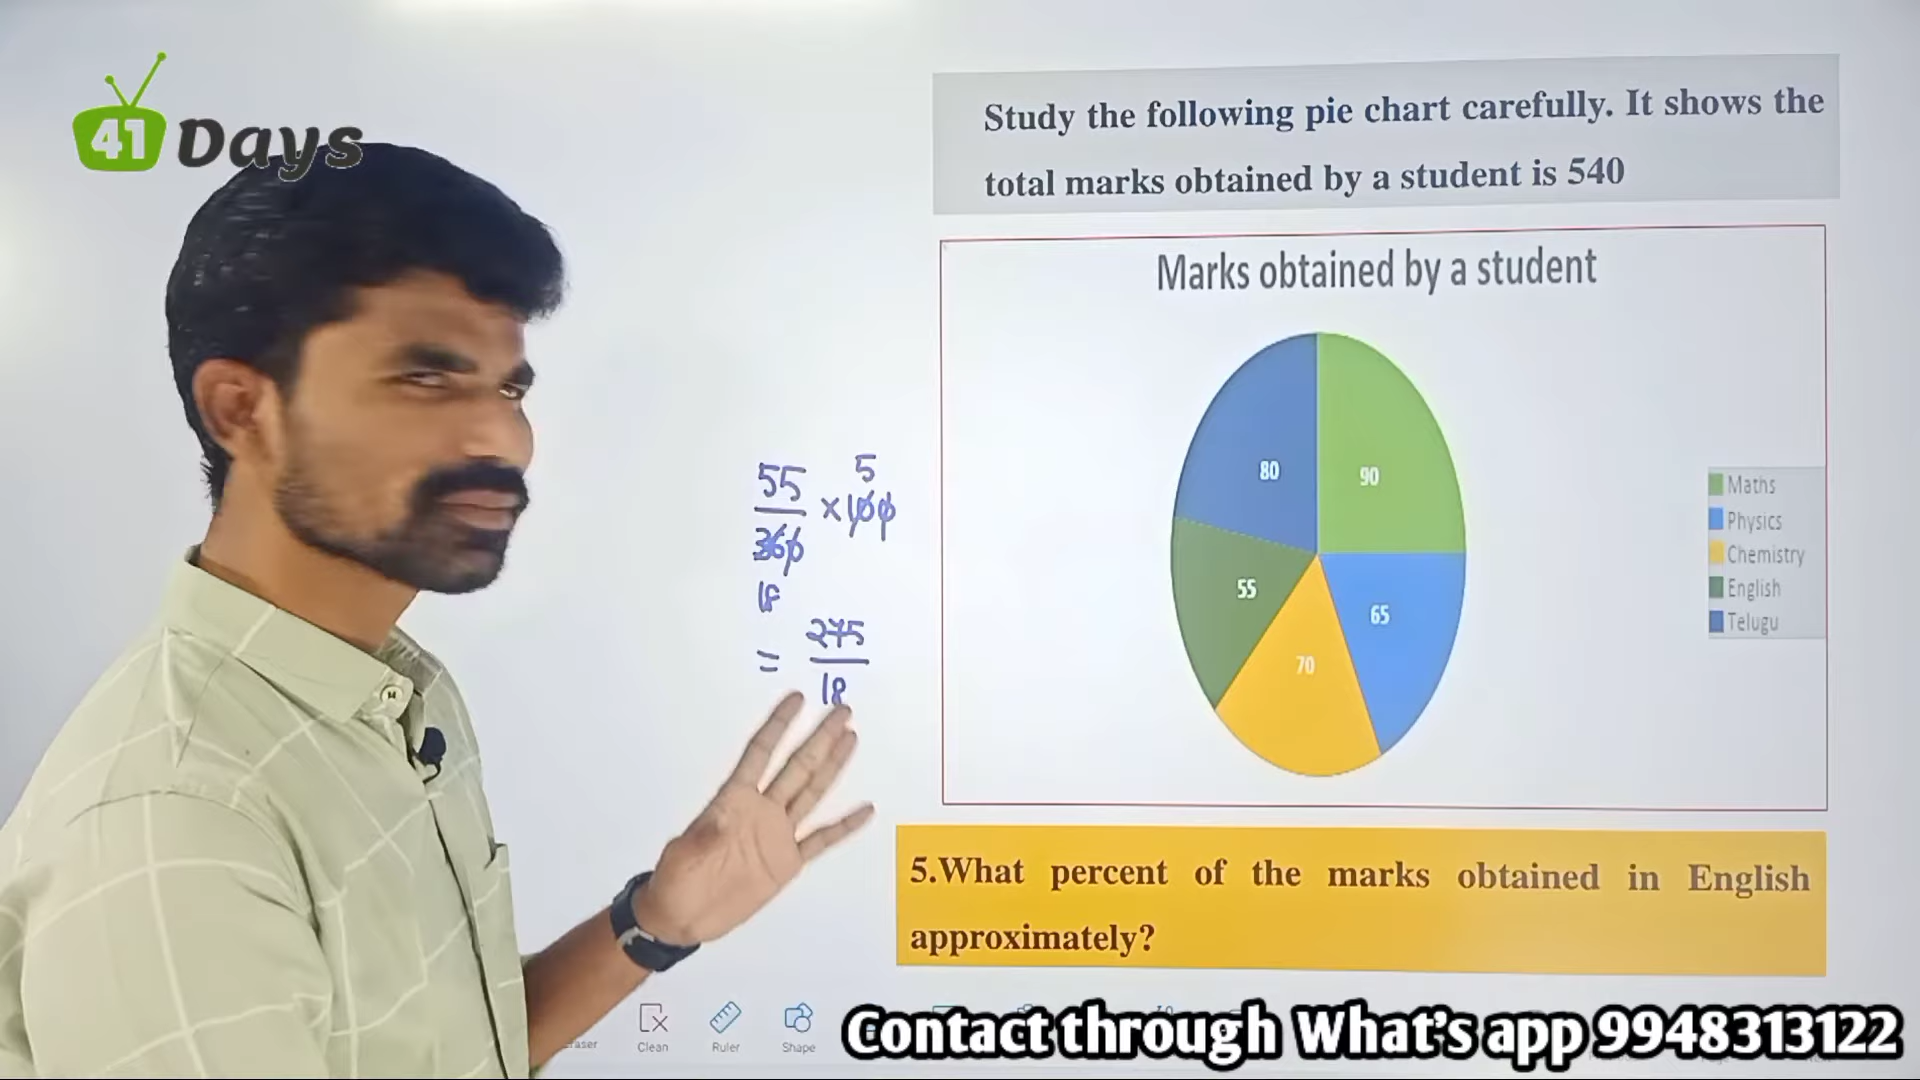 41 Days
Study the following pie chart carefully. It shows the
total marks obtained by a student is 540
Marks obtained by a student
80
90
55
65
70
Maths
Physics
Chemistry
English
Telugu
55 5
× 100
360
18
= 275
18
5.What percent of the marks obtained in English
approximately?
Clean
Ruler
Shape
Contact through What's app 9948313122